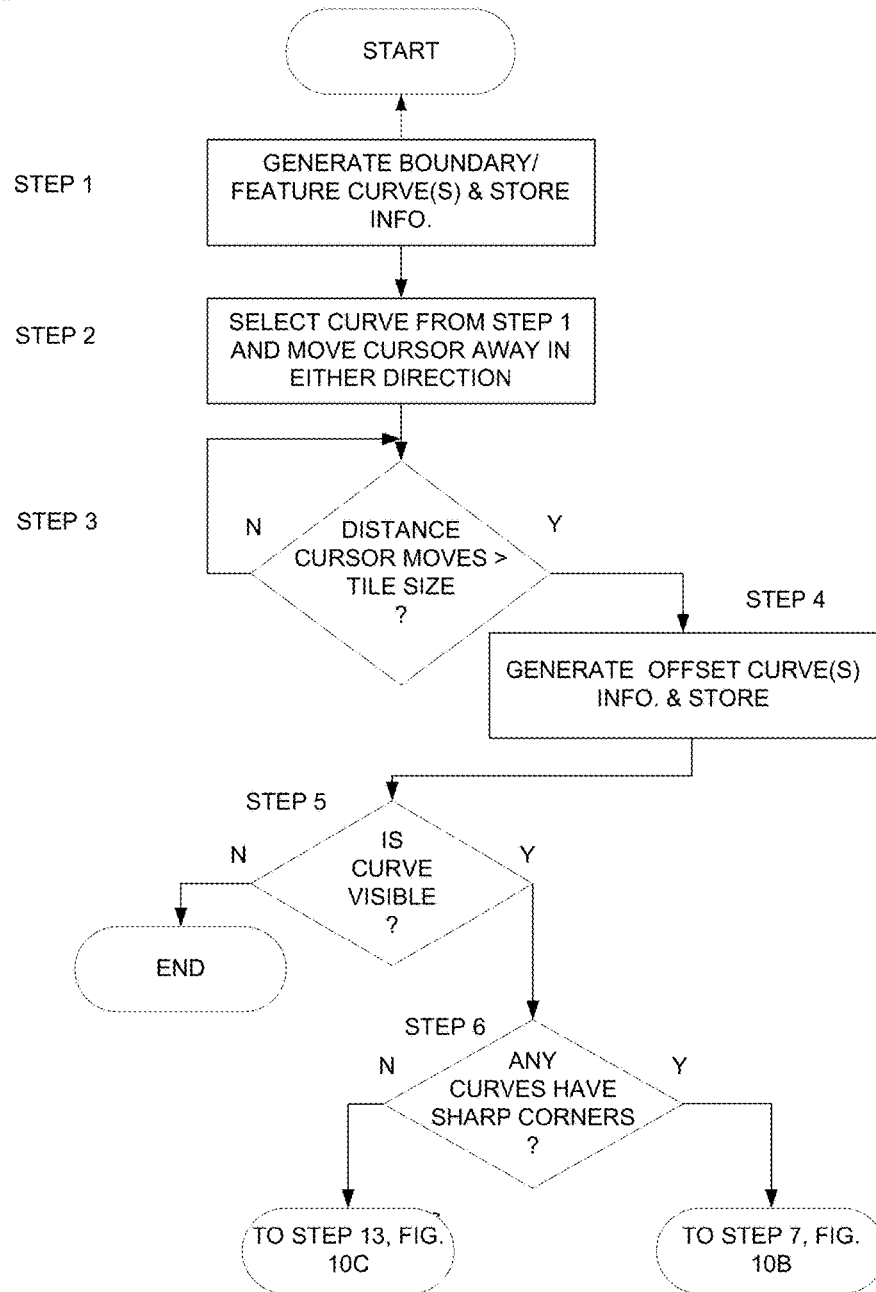 START
STEP 1
GENERATE BOUNDARY/
FEATURE CURVE(S) & STORE
INFO.
STEP 2
SELECT CURVE FROM STEP 1
AND MOVE CURSOR AWAY IN
EITHER DIRECTION
STEP 3
N
DISTANCE
CURSOR MOVES >
TILE SIZE
?
Y
STEP 4
GENERATE OFFSET CURVE(S)
INFO. & STORE
STEP 5
N
IS
CURVE
VISIBLE
?
Y
END
STEP 6
N
ANY
CURVES HAVE
SHARP CORNERS
?
Y
TO STEP 13, FIG.
10C
TO STEP 7, FIG.
10B